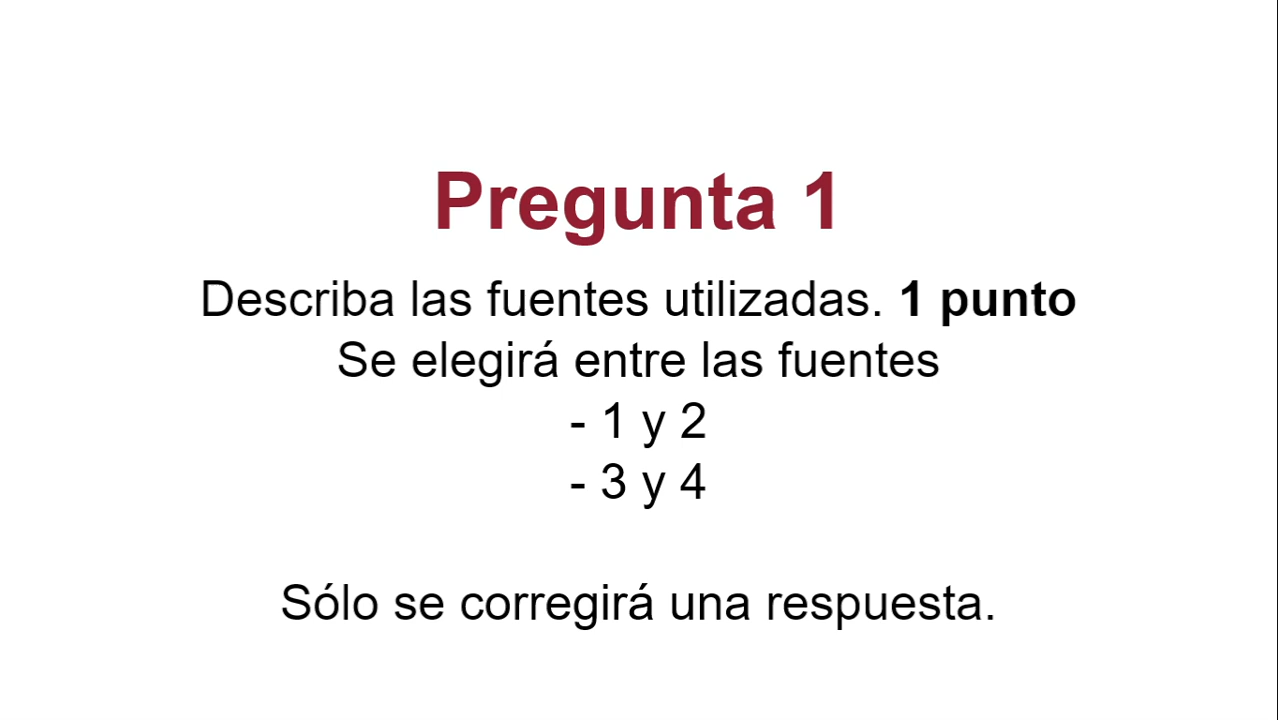 Pregunta 1
Describa las fuentes utilizadas. 1 punto
Se elegirá entre las fuentes
- 1 y 2
- 3 y 4
Sólo se corregirá una respuesta.